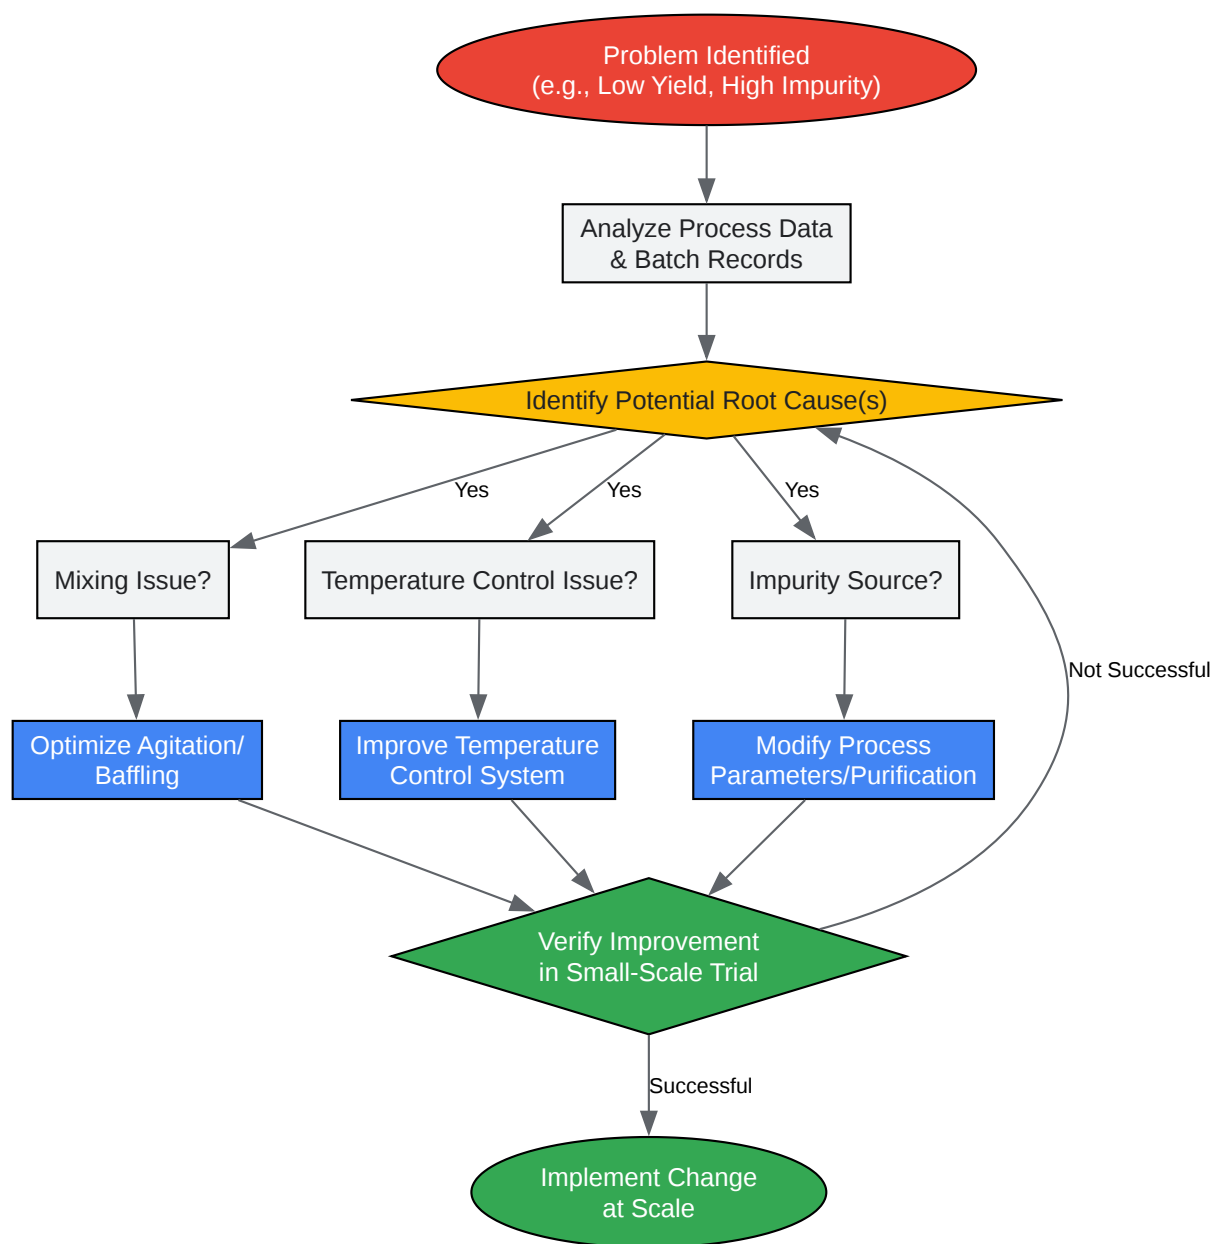 Problem Identified
(e.g., Low Yield, High Impurity)
Analyze Process Data
& Batch Records
Identify Potential Root Cause(s)
Yes
Yes
Yes
Mixing Issue?
Temperature Control Issue?
Impurity Source?
Not Successful
Optimize Agitation/
Baffling
Improve Temperature
Control System
Modify Process
Parameters/Purification
Verify Improvement
in Small-Scale Trial
Successful
Implement Change
at Scale